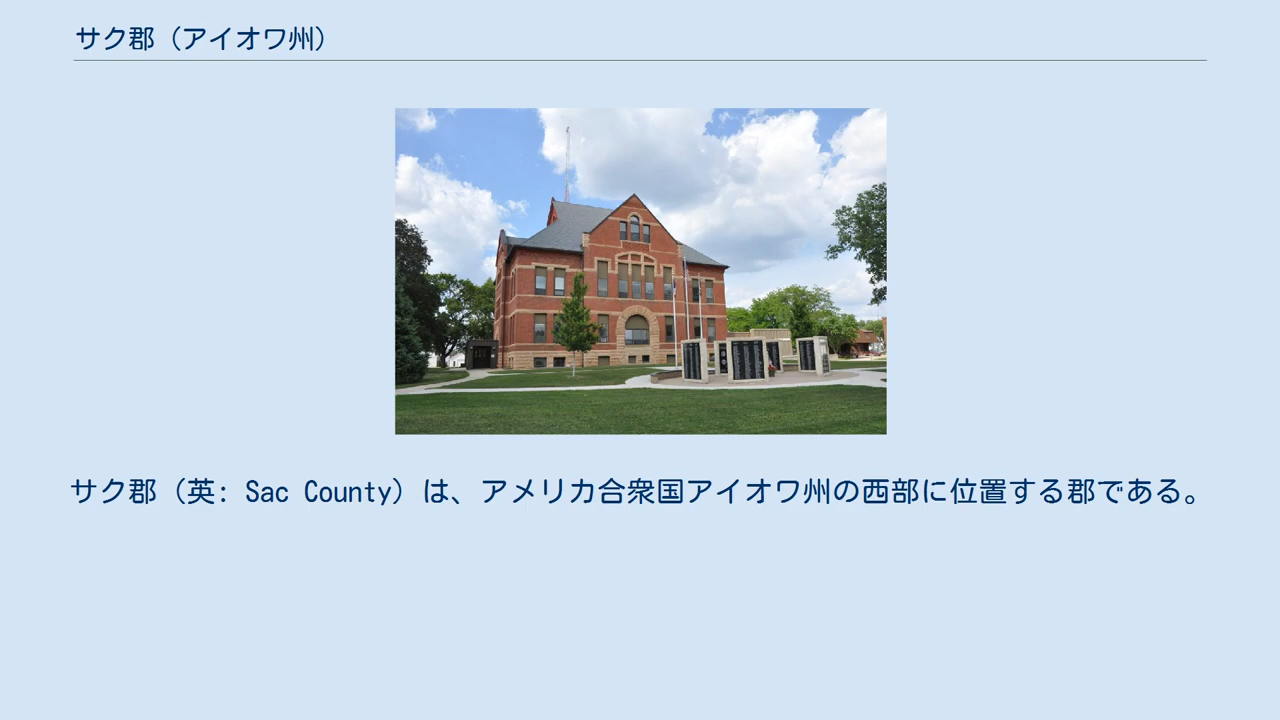 サク郡（アイオワ州）
サク郡（英: Sac County）は、アメリカ合衆国アイオワ州の西部に位置する郡である。